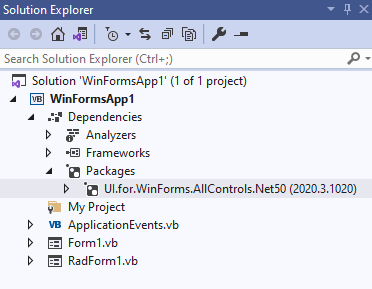 Solution Explorer
Search Solution Explorer (Ctrl+;)
Solution 'WinFormsApp1' (1 of 1 project)
VB WinFormsApp1
Dependencies
Analyzers
Frameworks
Packages
UI.for.WinForms.AllControls.Net50 (2020.3.1020)
My Project
VB ApplicationEvents.vb
Form1.vb
RadForm1.vb